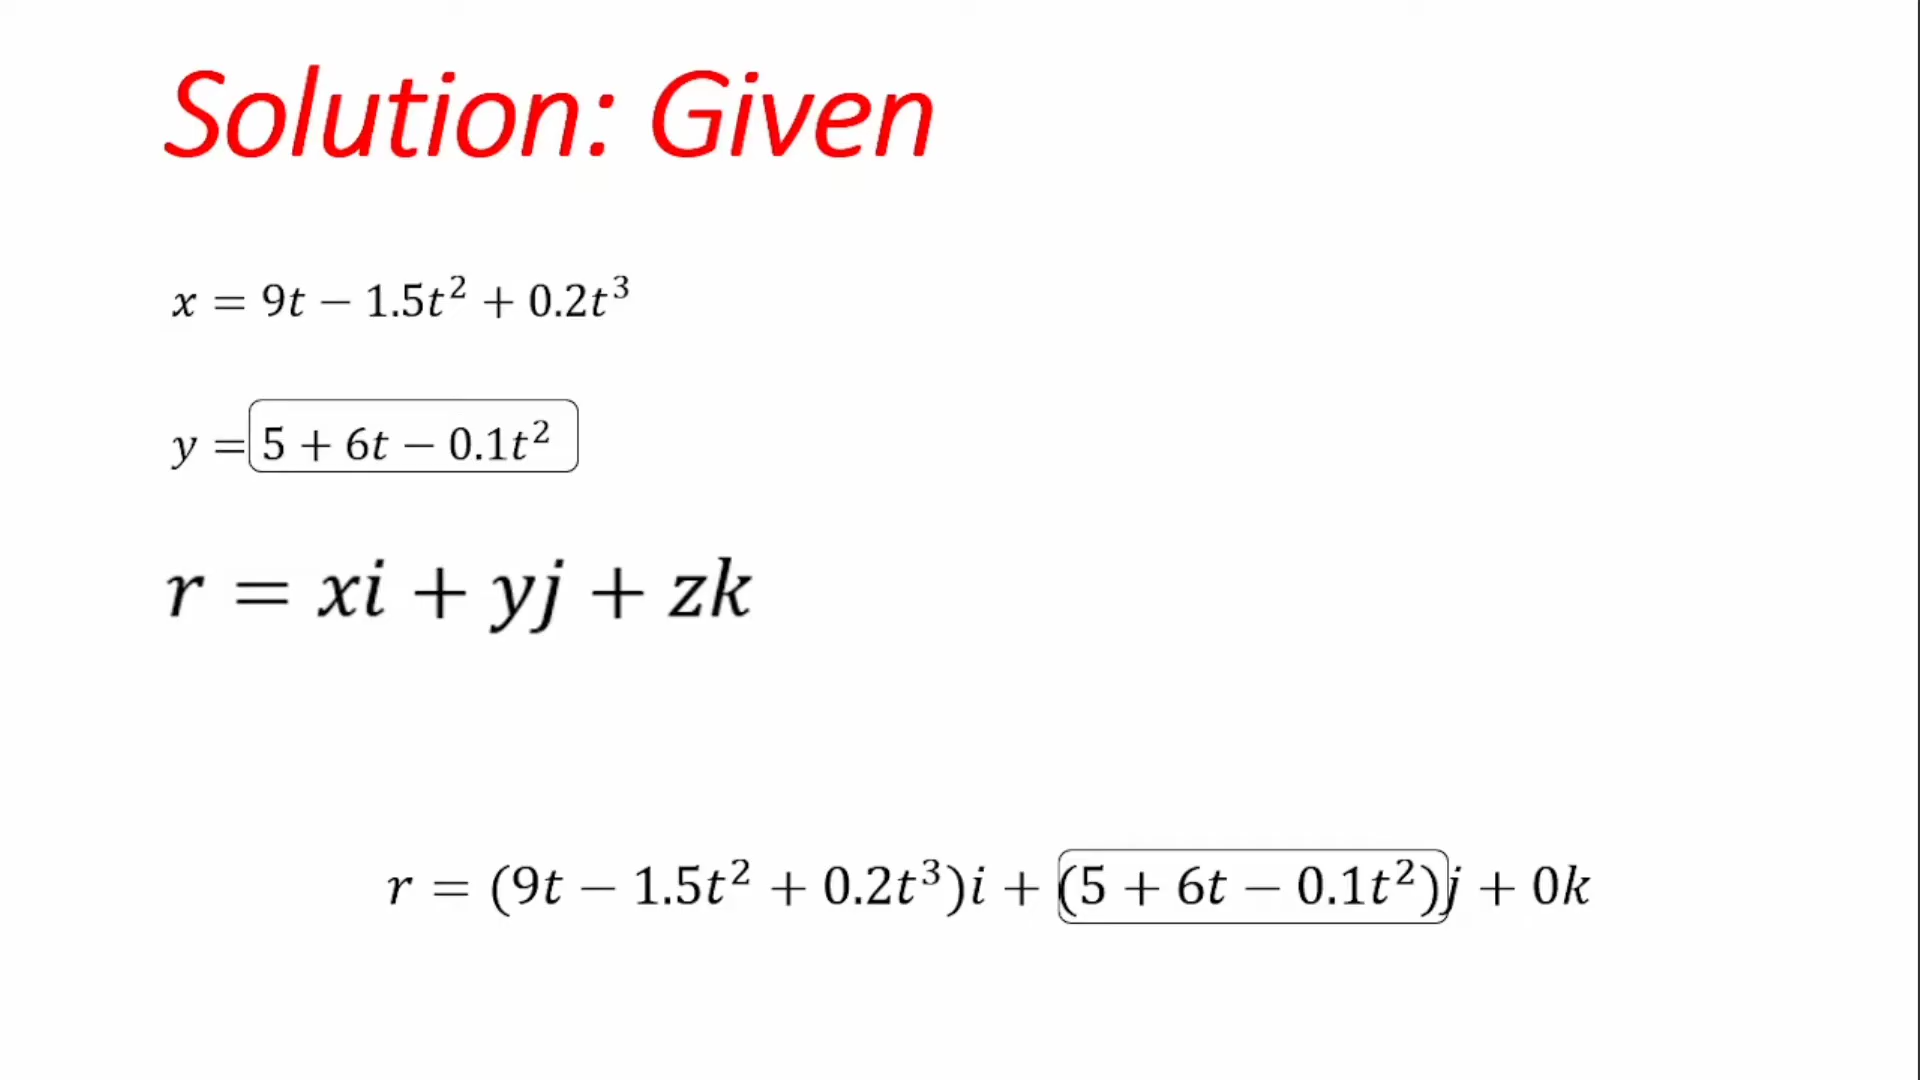 Solution: Given
x = 9t − 1.5t² + 0.2t³
y = 5 + 6t − 0.1t²
r = xi + yj + zk
r = (9t − 1.5t² + 0.2t³)i + (5 + 6t − 0.1t²)j + 0k